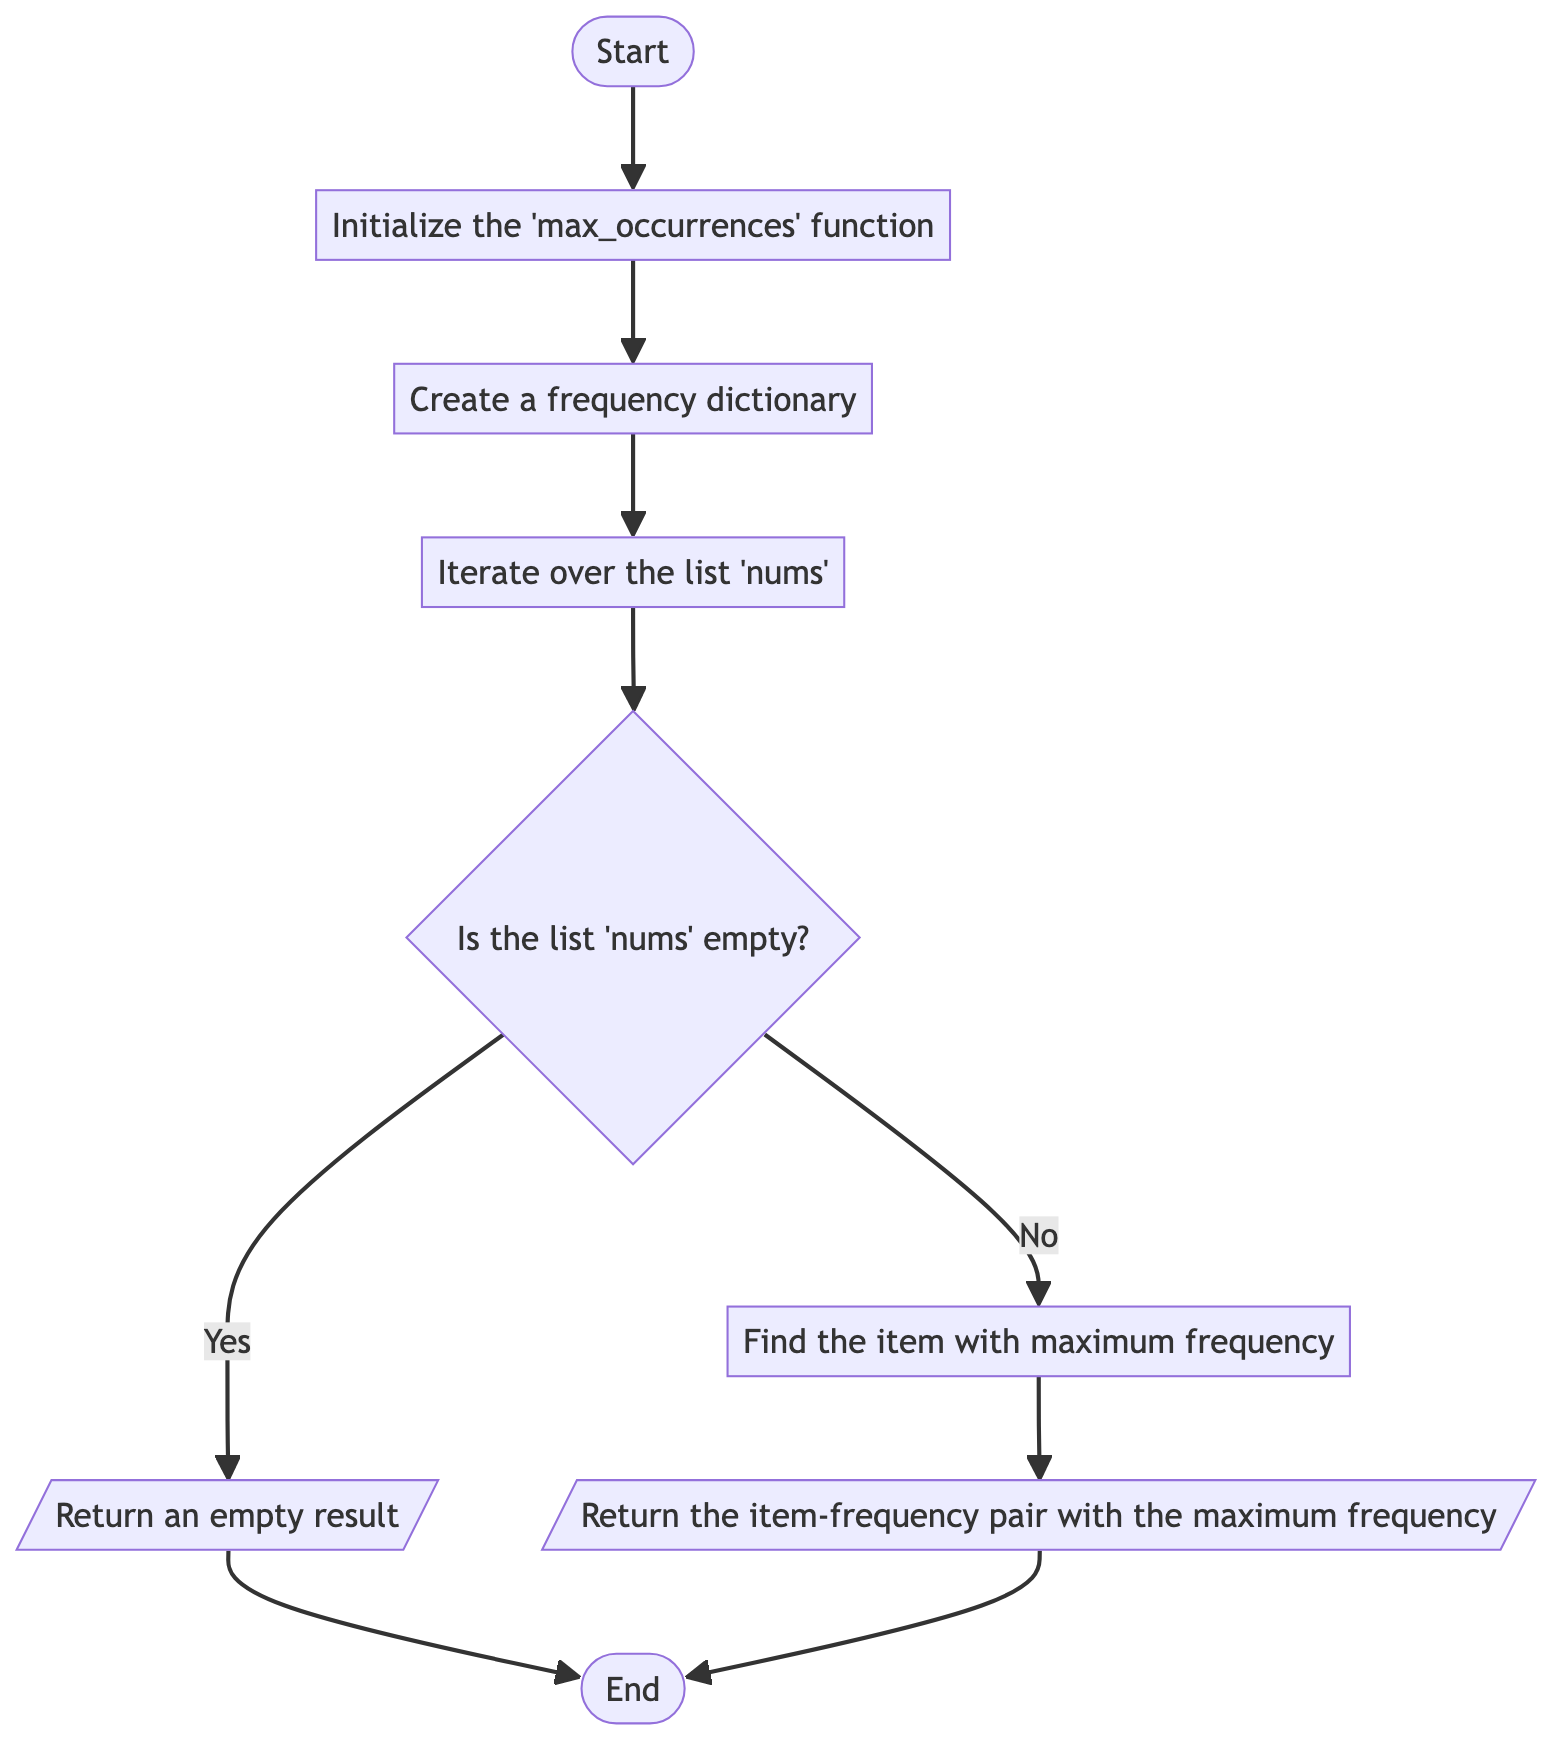 Start
Initialize the 'max_occurrences' function
Create a frequency dictionary
Iterate over the list 'nums'
Is the list 'nums' empty?
No
Yes
Find the item with maximum frequency
Return an empty result
Return the item-frequency pair with the maximum frequency
End